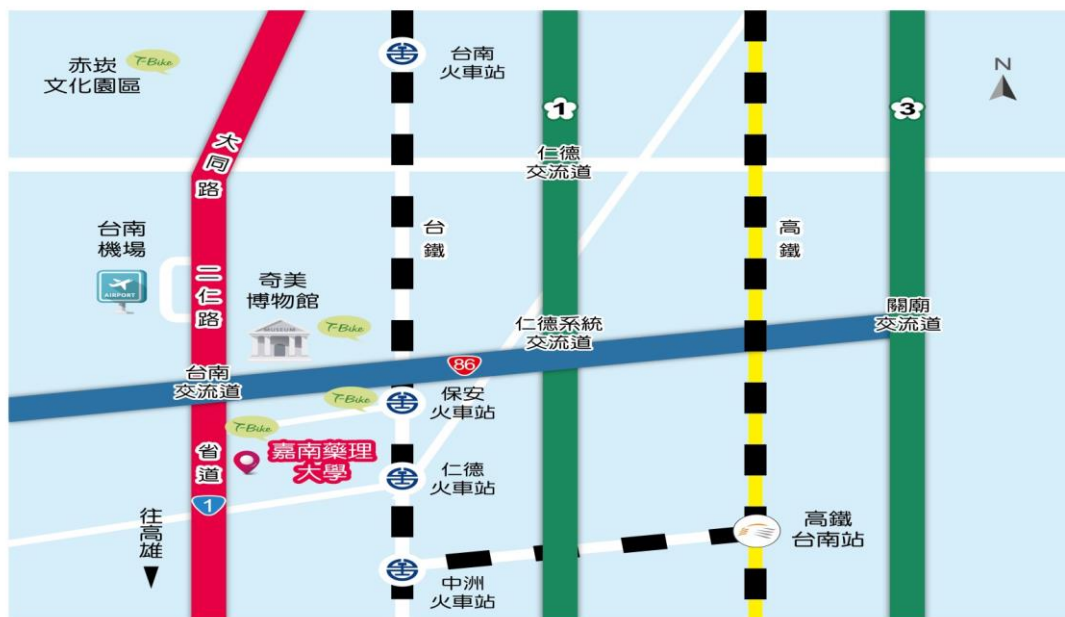 赤崁
文化園區
T-Bike
台南
火車站
N
1
3
大同路
仁德
交流道
台南
機場
AIRPORT
二仁路
奇美
博物館
MUSEUM
T-Bike
台鐵
高鐵
仁德系統
交流道
關廟
交流道
86
台南
交流道
T-Bike
保安
火車站
T-Bike
嘉南藥理
大學
省道
1
仁德
火車站
往高雄
高鐵
台南站
中洲
火車站